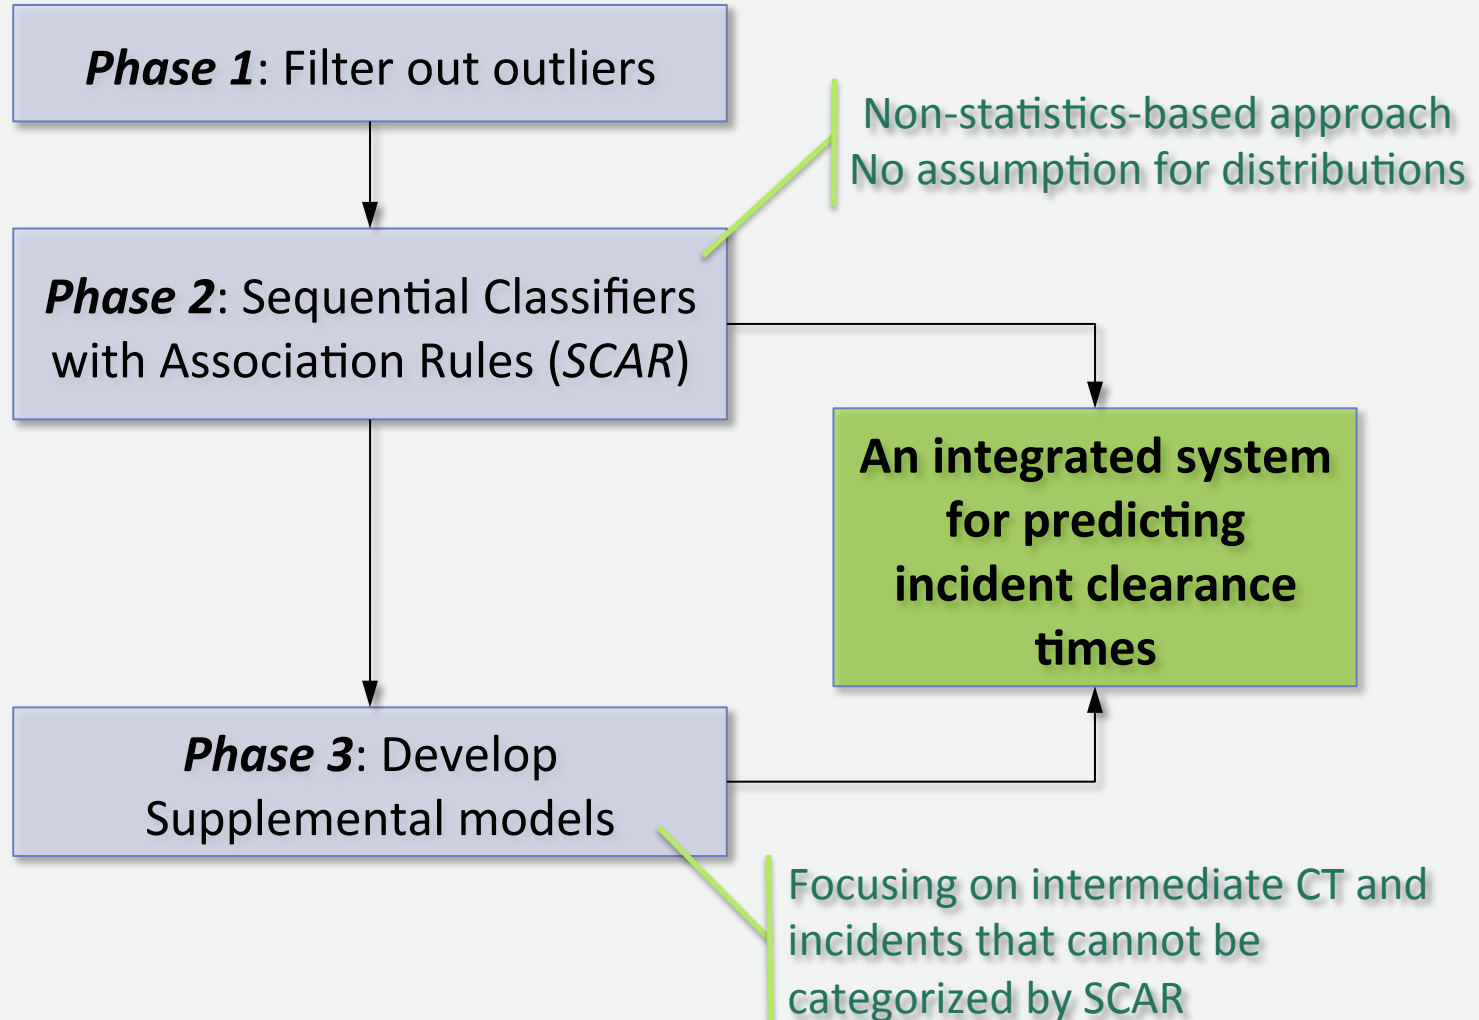 Phase 1: Filter out outliers
Non-statistics-based approach
No assumption for distributions
Phase 2: Sequential Classifiers
with Association Rules (SCAR)
An integrated system
for predicting
incident clearance
times
Phase 3: Develop
Supplemental models
Focusing on intermediate CT and
incidents that cannot be
categorized by SCAR